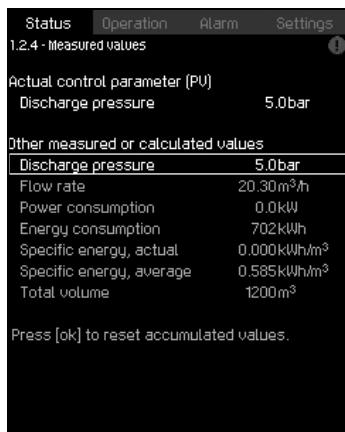 Status Operation Alarm Settings
1.2.4 - Measured values
Actual control parameter (PV)
Discharge pressure 5.0bar
Other measured or calculated values
Discharge pressure 5.0bar
Flow rate 20.30m³/h
Power consumption 0.0kW
Energy consumption 702kWh
Specific energy, actual 0.000kWh/m³
Specific energy, average 0.585kWh/m³
Total volume 1200m³
Press [ok] to reset accumulated values.